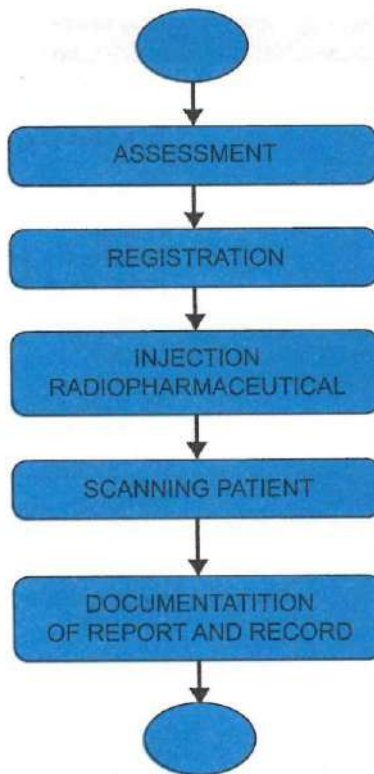 ASSESSMENT
REGISTRATION
INJECTION
RADIOPHARMACEUTICAL
SCANNING PATIENT
DOCUMENTATITION
OF REPORT AND RECORD